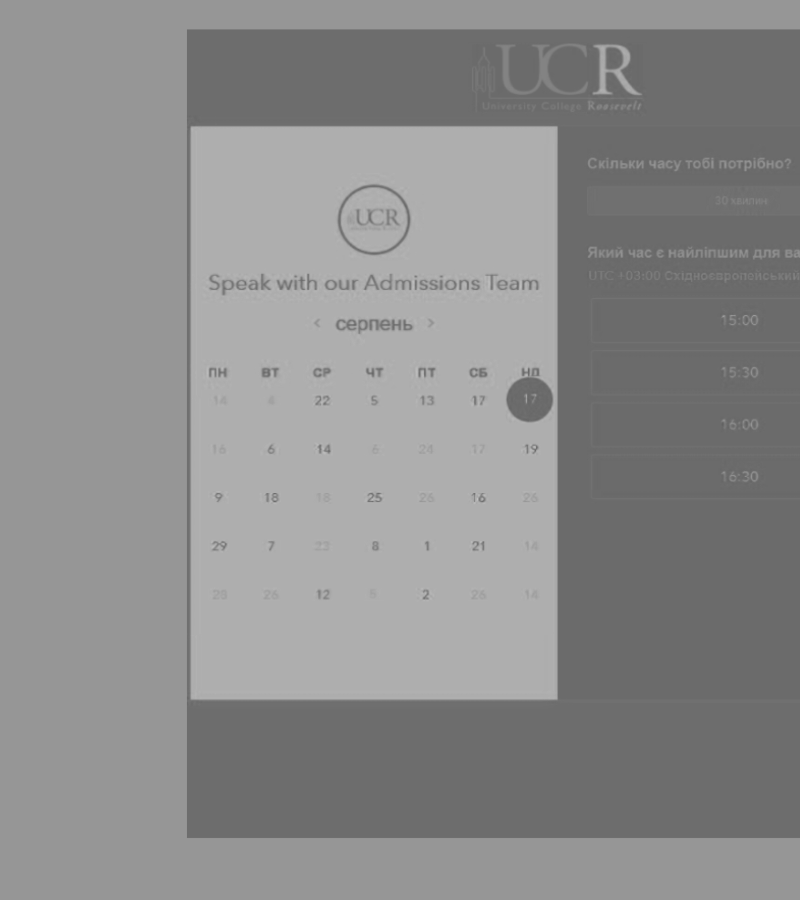 UCR
University College Roosevelt
UCR
Speak with our Admissions Team
< серпень >
ПН ВТ СР ЧТ ПТ СБ НД
14 22 5 13 17 17
16 6 14 6 24 17 19
9 18 18 25 26 16 26
29 7 23 8 1 21 14
28 26 12 5 2 26 14
Скільки часу тобі потрібно?
30 хвилин
Який час є найліпшим для ва
UTC +03:00 Східноєвропейський
15:00
15:30
16:00
16:30